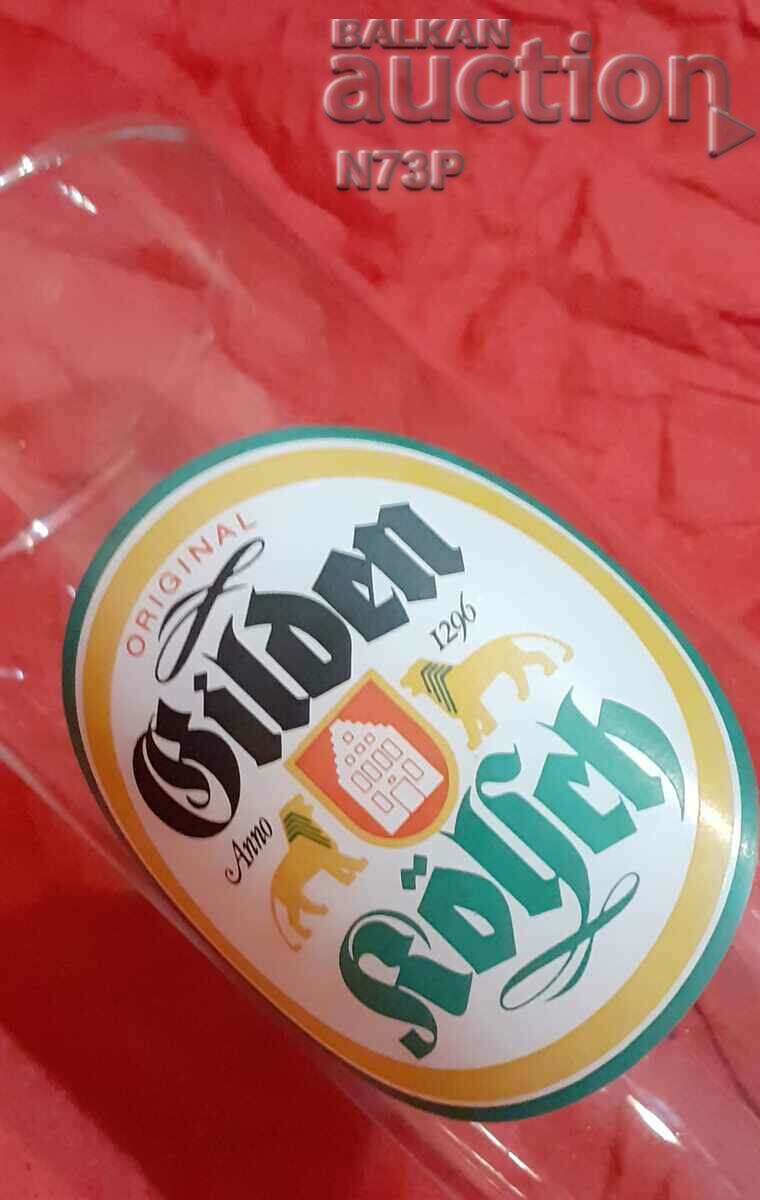 BALKAN
auction
N73P
ORIGINAL
Gilden
Anno 1296
Kölsch